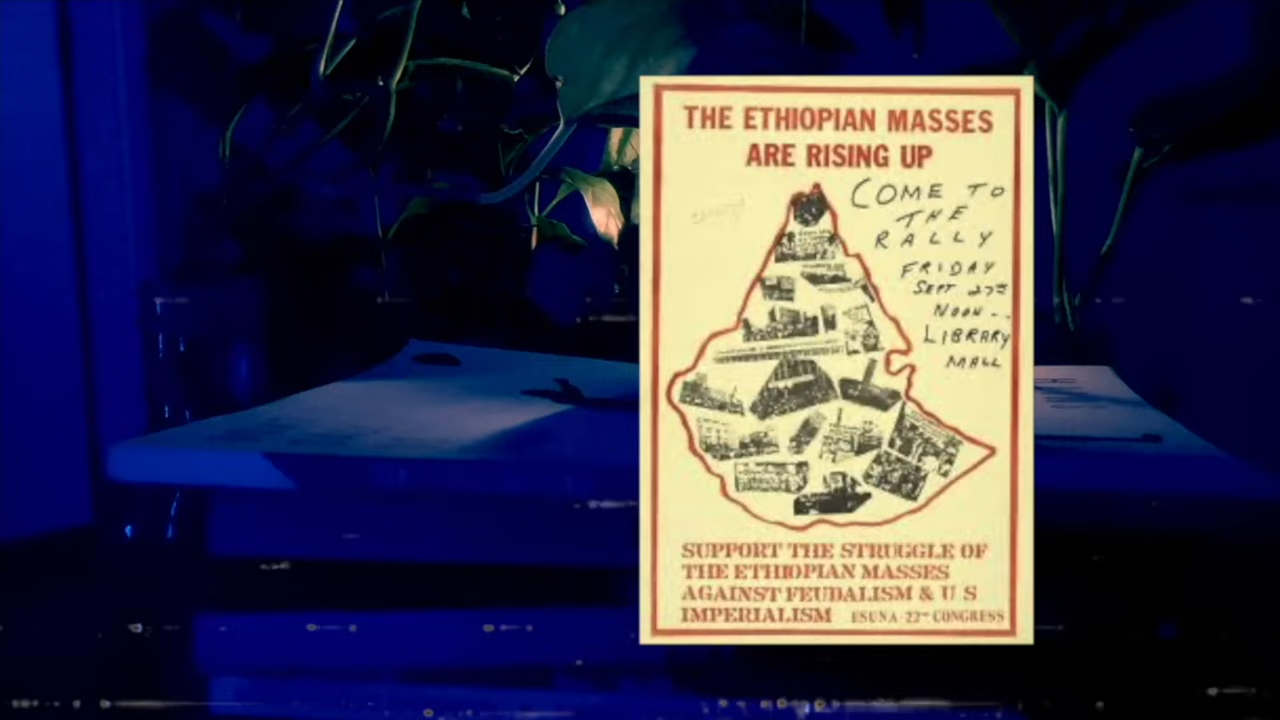 THE ETHIOPIAN MASSES
ARE RISING UP
COME TO
THE
RALLY
FRIDAY
SEPT 27TH
NOON--
LIBRARY
MALL
SUPPORT THE STRUGGLE OF
THE ETHIOPIAN MASSES
AGAINST FEUDALISM & U S
IMPERIALISM ESUNA 22ND CONGRESS